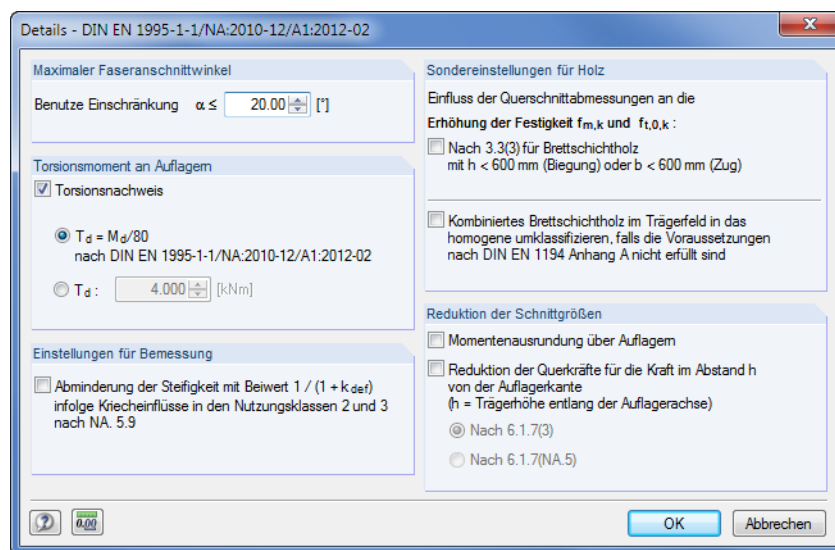 Details - DIN EN 1995-1-1/NA:2010-12/A1:2012-02
Maximaler Faseranschnittwinkel
Benutze Einschränkung α ≤ 20.00 [°]
Torsionsmoment an Auflagern
Torsionsnachweis
Td = Md/80
nach DIN EN 1995-1-1/NA:2010-12/A1:2012-02
Td : 4.000 [kNm]
Einstellungen für Bemessung
Abminderung der Steifigkeit mit Beiwert 1 / (1 + kdef)
infolge Kriecheinflüsse in den Nutzungsklassen 2 und 3
nach NA. 5.9
Sondereinstellungen für Holz
Einfluss der Querschnittabmessungen an die
Erhöhung der Festigkeit fm,k und ft,0,k :
Nach 3.3(3) für Brettschichtholz
mit h < 600 mm (Biegung) oder b < 600 mm (Zug)
Kombiniertes Brettschichtholz im Trägerfeld in das
homogene umklassifizieren, falls die Voraussetzungen
nach DIN EN 1194 Anhang A nicht erfüllt sind
Reduktion der Schnittgrößen
Momentenausrundung über Auflagern
Reduktion der Querkräfte für die Kraft im Abstand h
von der Auflagerkante
(h = Trägerhöhe entlang der Auflagerachse)
Nach 6.1.7(3)
Nach 6.1.7(NA.5)
0.00
OK
Abbrechen